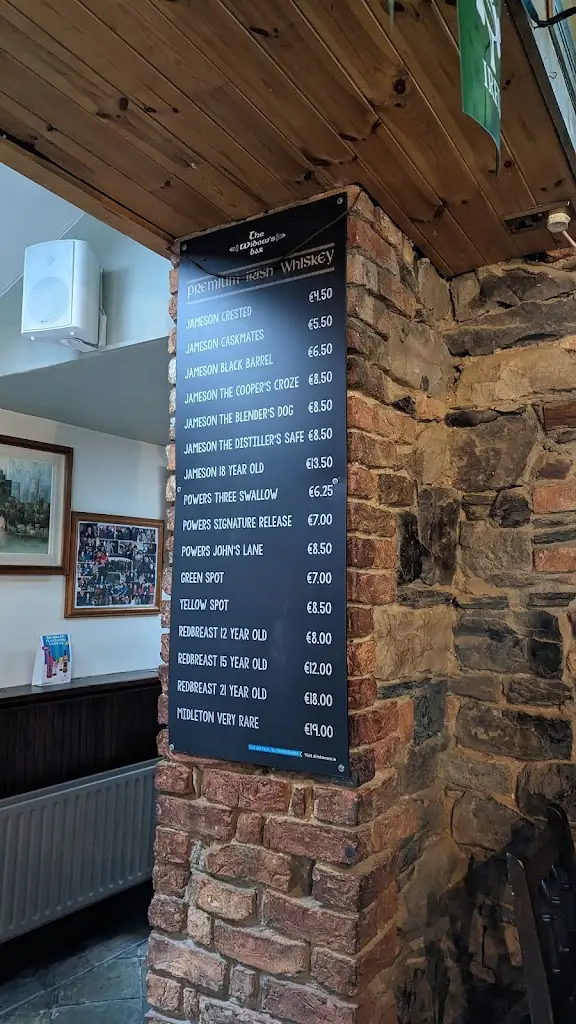 The
Widow's
Bar
PREMIUM IRISH WHISKEY
JAMESON CRESTED €4.50
JAMESON CASKMATES €5.50
JAMESON BLACK BARREL €6.50
JAMESON THE COOPER'S CROZE €8.50
JAMESON THE BLENDER'S DOG €8.50
JAMESON THE DISTILLER'S SAFE €8.50
JAMESON 18 YEAR OLD €13.50
POWERS THREE SWALLOW €6.25
POWERS SIGNATURE RELEASE €7.00
POWERS JOHN'S LANE €8.50
GREEN SPOT €7.00
YELLOW SPOT €8.50
REDBREAST 12 YEAR OLD €8.00
REDBREAST 15 YEAR OLD €12.00
REDBREAST 21 YEAR OLD €18.00
MIDLETON VERY RARE €19.00
Visit drinkaware.ie